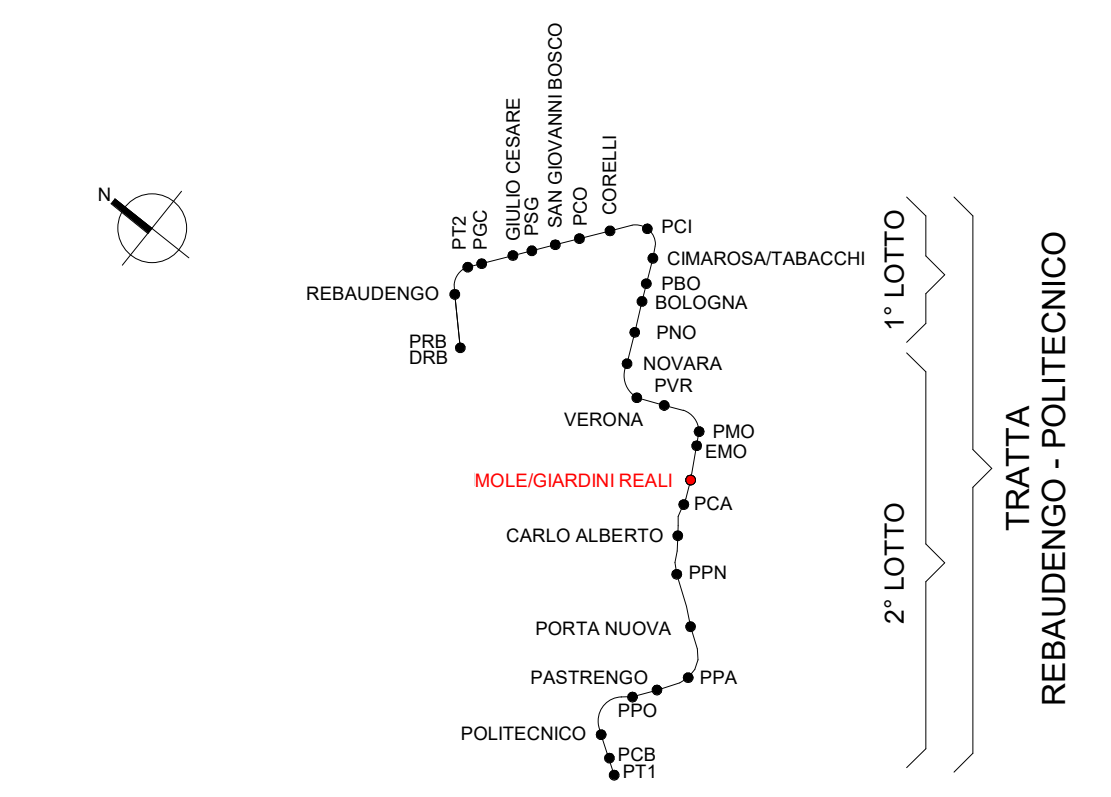 N
PT2
PGC
GIULIO CESARE
PSG
SAN GIOVANNI BOSCO
PCO
CORELLI
PCI
CIMAROSA/TABACCHI
REBAUDENGO
PBO
BOLOGNA
PRB
DRB
PNO
NOVARA
PVR
VERONA
PMO
EMO
MOLE/GIARDINI REALI
PCA
CARLO ALBERTO
PPN
PORTA NUOVA
PASTRENGO
PPA
PPO
POLITECNICO
PCB
PT1
1° LOTTO
2° LOTTO
TRATTA
REBAUDENGO - POLITECNICO